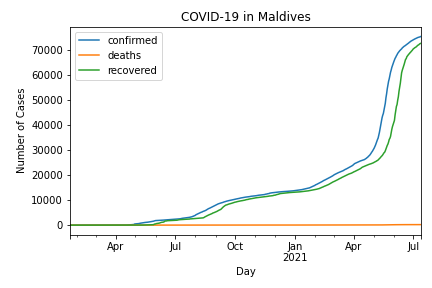 COVID-19 in Maldives
confirmed
deaths
recovered
Number of Cases
70000
60000
50000
40000
30000
20000
10000
0
Apr Jul Oct Jan Apr Jul
2021
Day